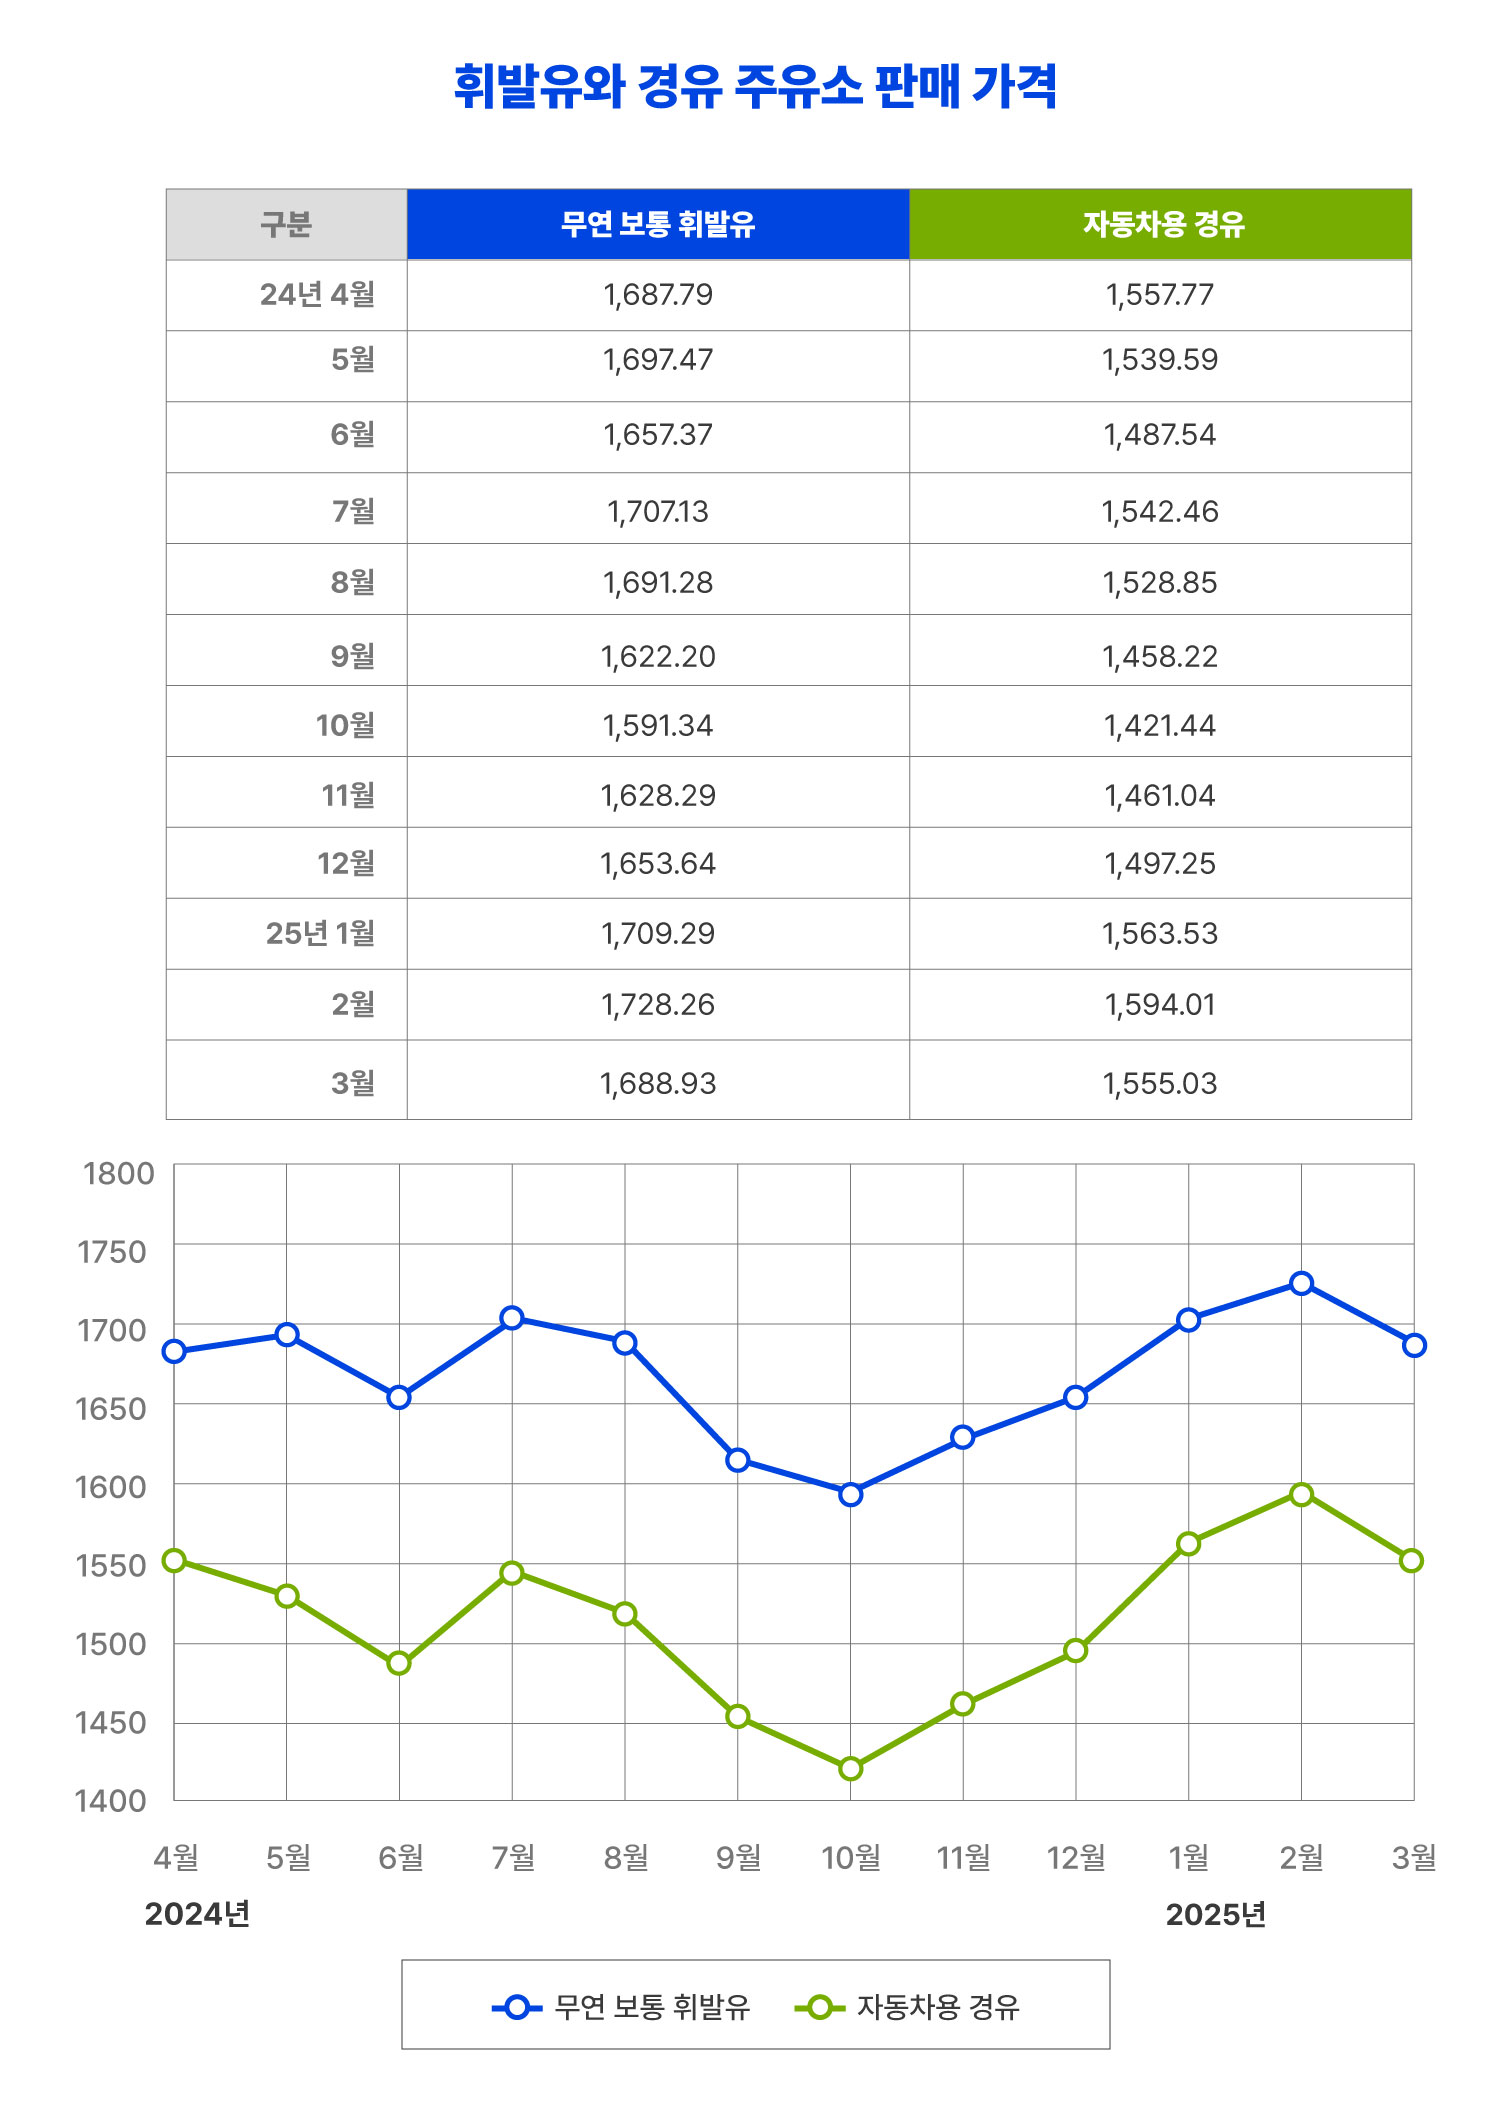 휘발유와 경유 주유소 판매 가격
구분 무연 보통 휘발유 자동차용 경유
24년 4월 1,687.79 1,557.77
5월 1,697.47 1,539.59
6월 1,657.37 1,487.54
7월 1,707.13 1,542.46
8월 1,691.28 1,528.85
9월 1,622.20 1,458.22
10월 1,591.34 1,421.44
11월 1,628.29 1,461.04
12월 1,653.64 1,497.25
25년 1월 1,709.29 1,563.53
2월 1,728.26 1,594.01
3월 1,688.93 1,555.03
1800
1750
1700
1650
1600
1550
1500
1450
1400
4월 5월 6월 7월 8월 9월 10월 11월 12월 1월 2월 3월
2024년 2025년
무연 보통 휘발유 자동차용 경유